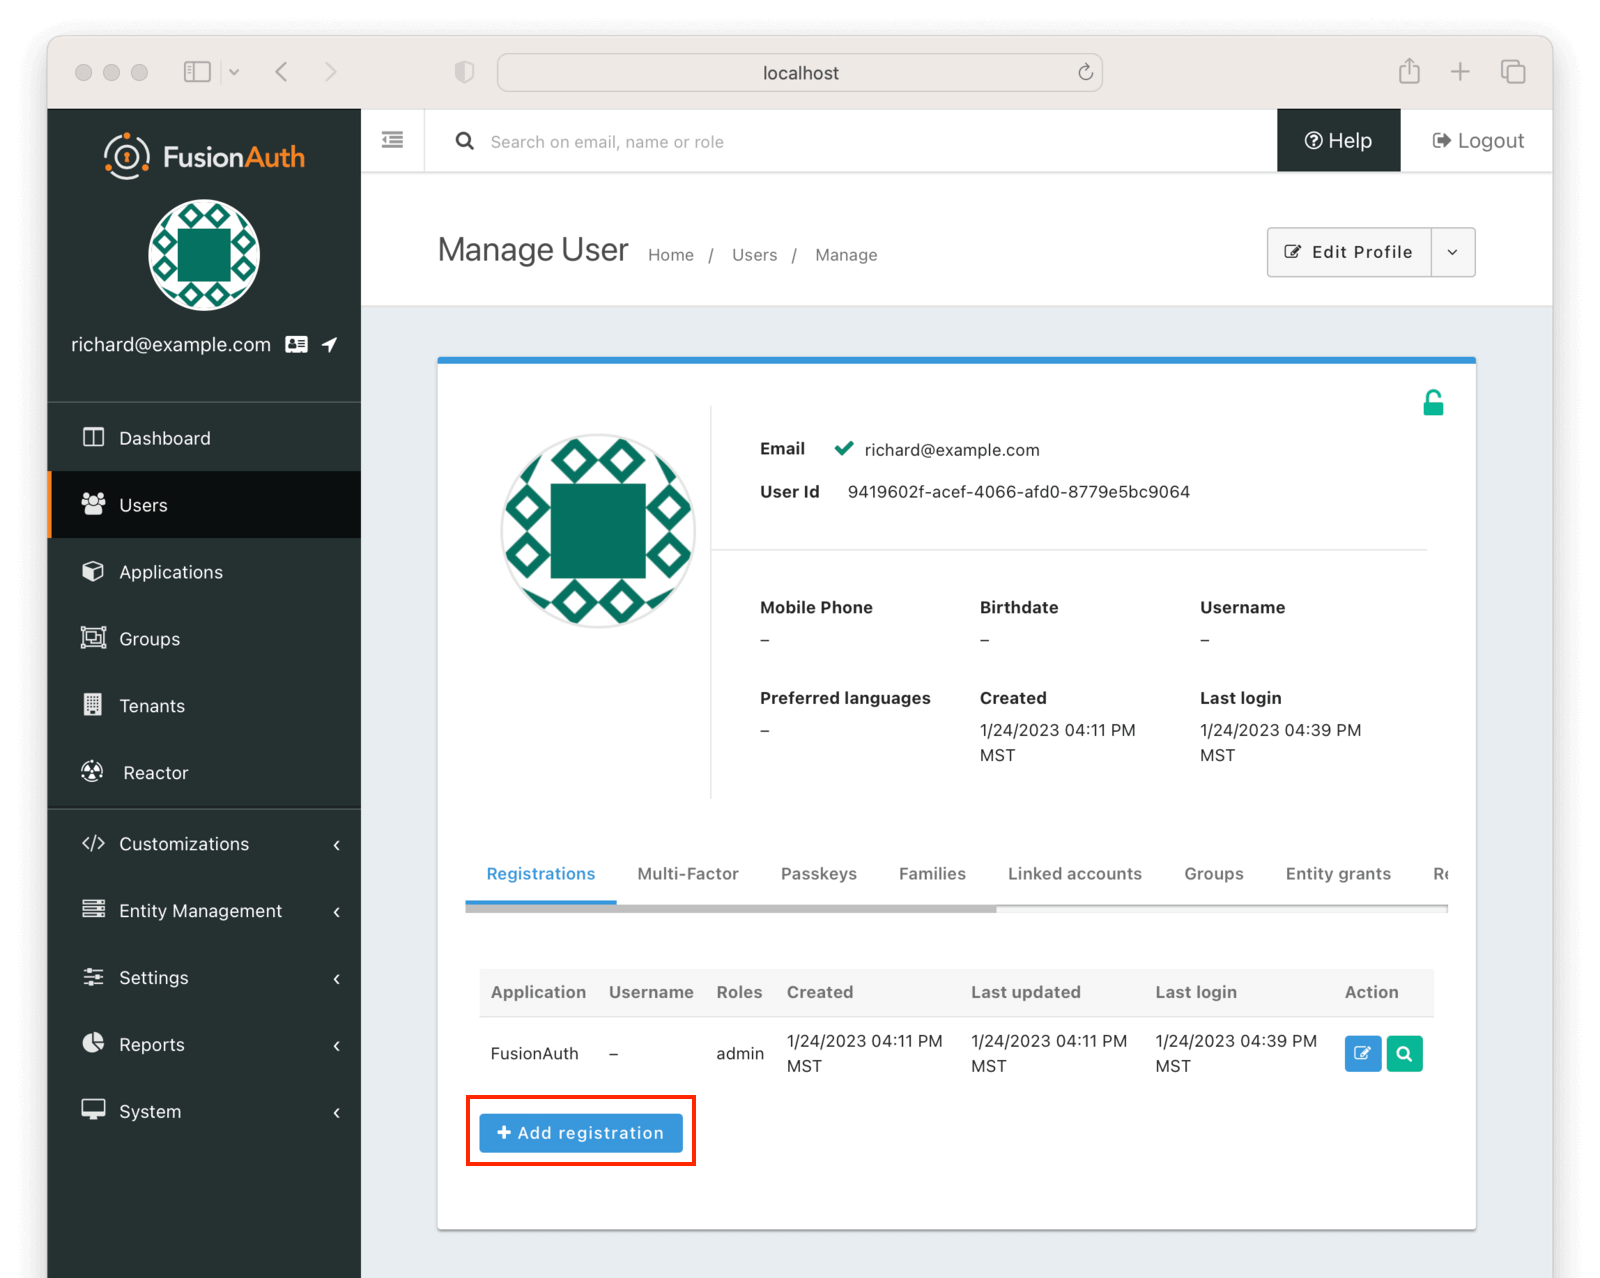 localhost
FusionAuth
Search on email, name or role
Help
Logout
richard@example.com
Dashboard
Users
Applications
Groups
Tenants
Reactor
Customizations
Entity Management
Settings
Reports
System
Manage User
Home / Users / Manage
Edit Profile
Email richard@example.com
User Id 9419602f-acef-4066-afd0-8779e5bc9064
Mobile Phone Birthdate Username
– – –
Preferred languages Created Last login
– 1/24/2023 04:11 PM 1/24/2023 04:39 PM
MST MST
Registrations Multi-Factor Passkeys Families Linked accounts Groups Entity grants
Application Username Roles Created Last updated Last login Action
1/24/2023 04:11 PM 1/24/2023 04:11 PM 1/24/2023 04:39 PM
FusionAuth – admin
MST MST MST
Add registration